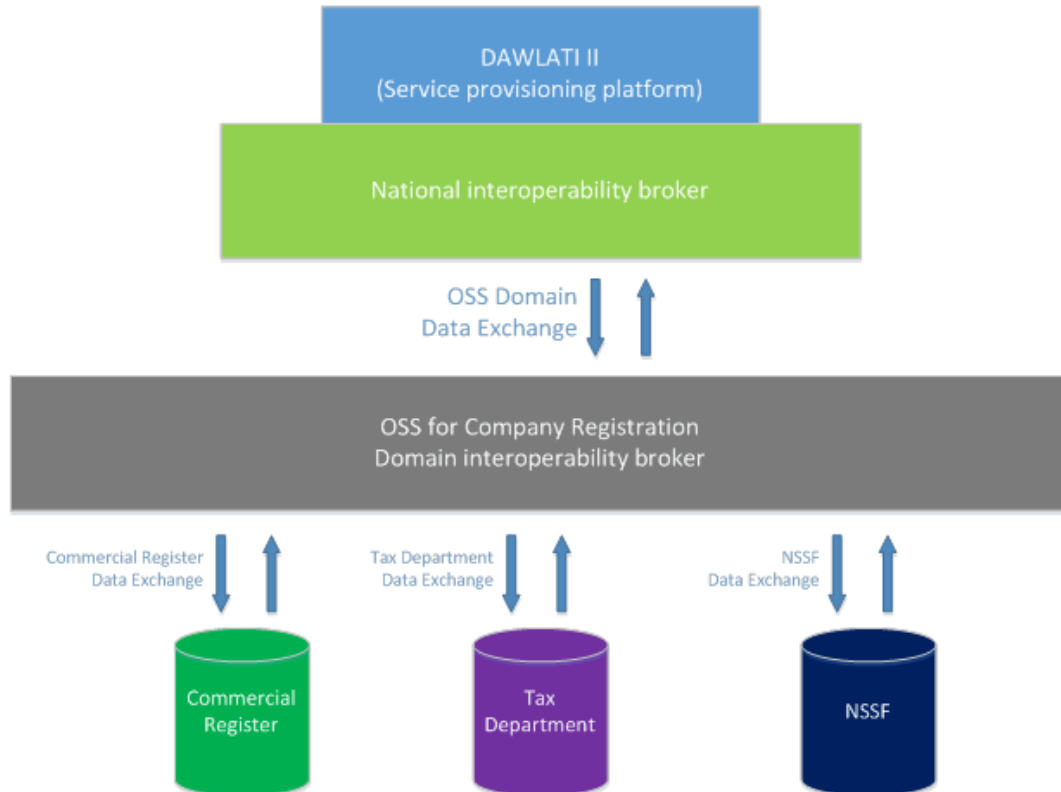 DAWLATI II
(Service provisioning platform)
National interoperability broker
OSS Domain
Data Exchange
OSS for Company Registration
Domain interoperability broker
Commercial Register
Data Exchange
Tax Department
Data Exchange
NSSF
Data Exchange
Commercial
Register
Tax
Department
NSSF